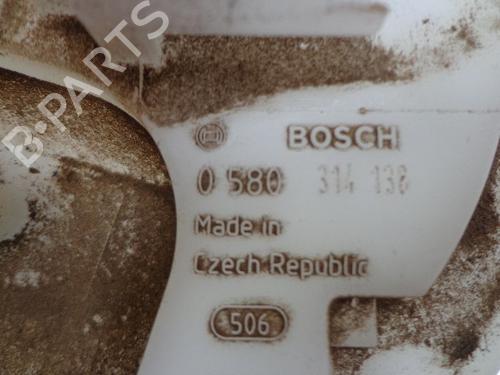 B-PARTS
BOSCH
0 580 314 138
Made in
Czech Republic
506